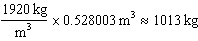 1920 kg / m³ × 0.528003 m³ ≈ 1013 kg